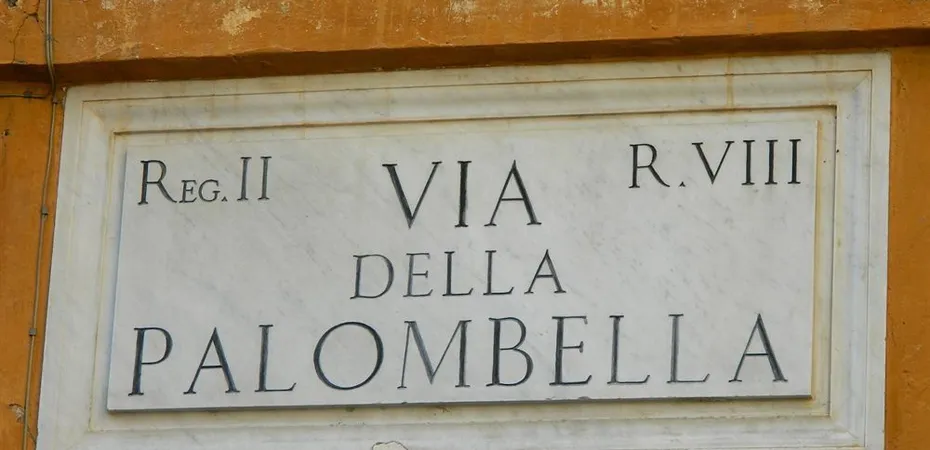 REG. II VIA R. VIII
DELLA
PALOMBELLA